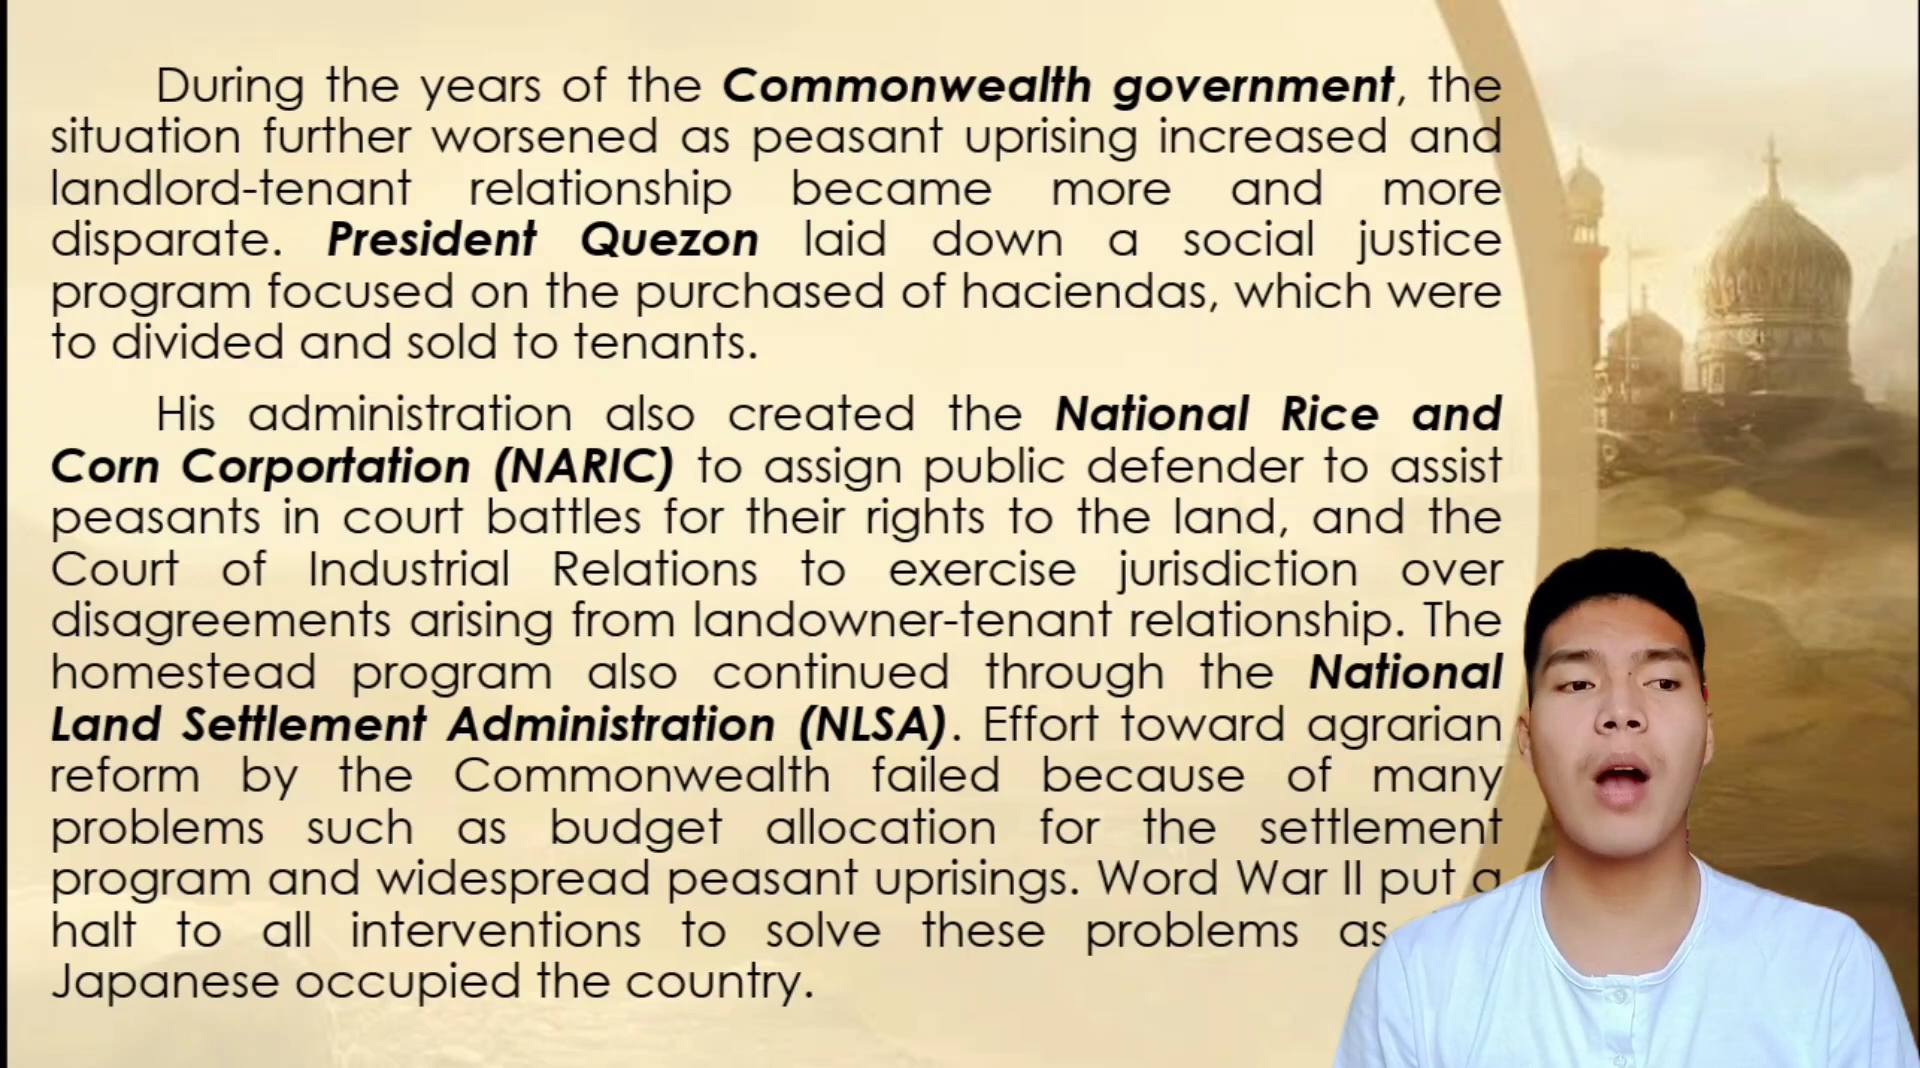 During the years of the Commonwealth government, the
situation further worsened as peasant uprising increased and
landlord-tenant relationship became more and more
disparate. President Quezon laid down a social justice
program focused on the purchased of haciendas, which were
to divided and sold to tenants.
His administration also created the National Rice and
Corn Corportation (NARIC) to assign public defender to assist
peasants in court battles for their rights to the land, and the
Court of Industrial Relations to exercise jurisdiction over
disagreements arising from landowner-tenant relationship. The
homestead program also continued through the National
Land Settlement Administration (NLSA). Effort toward agrarian
reform by the Commonwealth failed because of many
problems such as budget allocation for the settlement
program and widespread peasant uprisings. Word War II put a
halt to all interventions to solve these problems as
Japanese occupied the country.